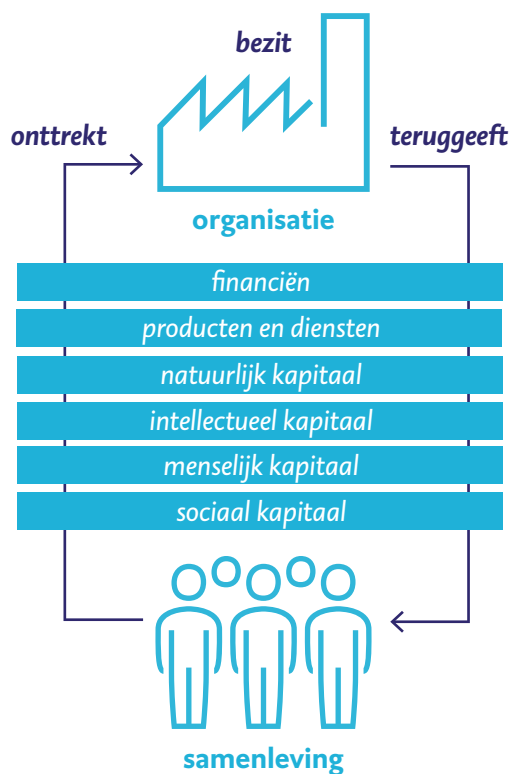 bezit
onttrekt
teruggeeft
organisatie
financiën
producten en diensten
natuurlijk kapitaal
intellectueel kapitaal
menselijk kapitaal
sociaal kapitaal
samenleving